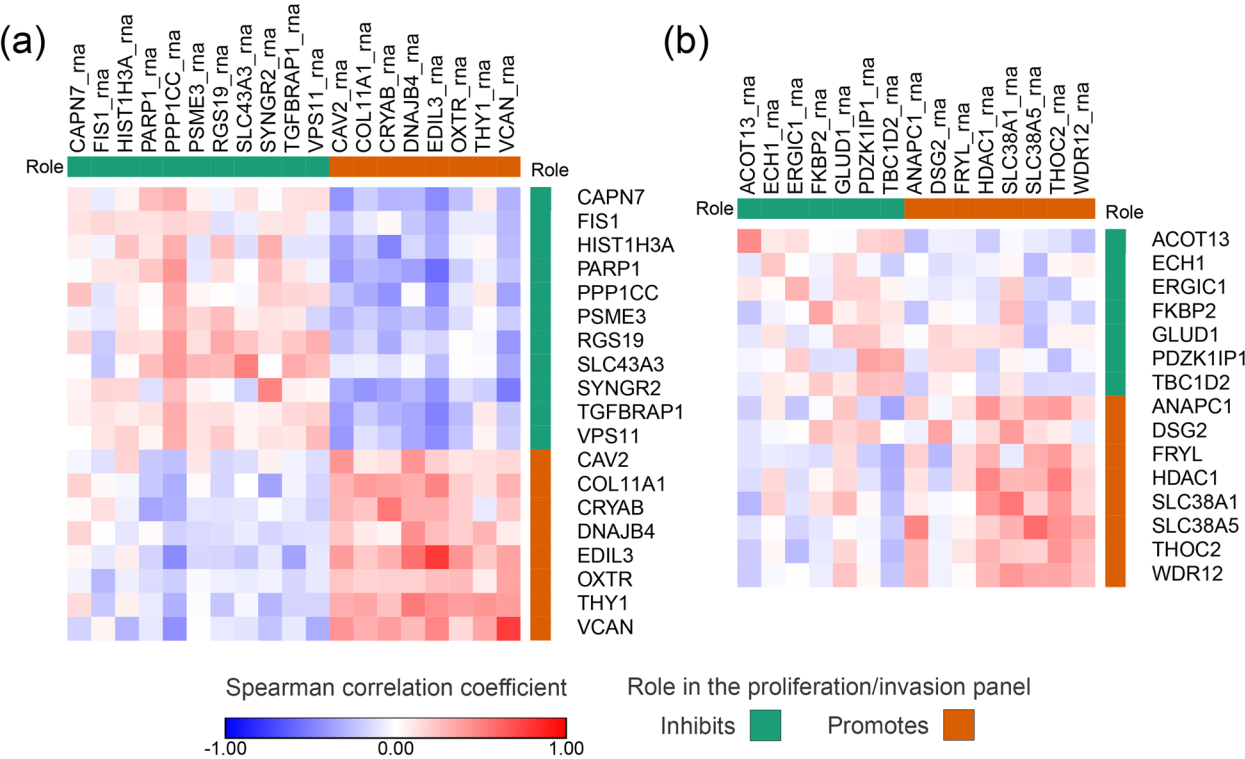 (a)
CAPN7_rna
FIS1_rna
HIST1H3A_rna
PARP1_rna
PPP1CC_rna
PSME3_rna
RGS19_rna
SLC43A3_rna
SYNGR2_rna
TGFBRAP1_rna
VPS11_rna
CAV2_rna
COL11A1_rna
CRYAB_rna
DNAJB4_rna
EDIL3_rna
OXTR_rna
THY1_rna
VCAN_rna
Role
Role
CAPN7
FIS1
HIST1H3A
PARP1
PPP1CC
PSME3
RGS19
SLC43A3
SYNGR2
TGFBRAP1
VPS11
CAV2
COL11A1
CRYAB
DNAJB4
EDIL3
OXTR
THY1
VCAN
(b)
ACOT13_rna
ECH1_rna
ERGIC1_rna
FKBP2_rna
GLUD1_rna
PDZK1IP1_rna
TBC1D2_rna
ANAPC1_rna
DSG2_rna
FRYL_rna
HDAC1_rna
SLC38A1_rna
SLC38A5_rna
THOC2_rna
WDR12_rna
Role
Role
ACOT13
ECH1
ERGIC1
FKBP2
GLUD1
PDZK1IP1
TBC1D2
ANAPC1
DSG2
FRYL
HDAC1
SLC38A1
SLC38A5
THOC2
WDR12
Spearman correlation coefficient
-1.00 0.00 1.00
Role in the proliferation/invasion panel
Inhibits Promotes